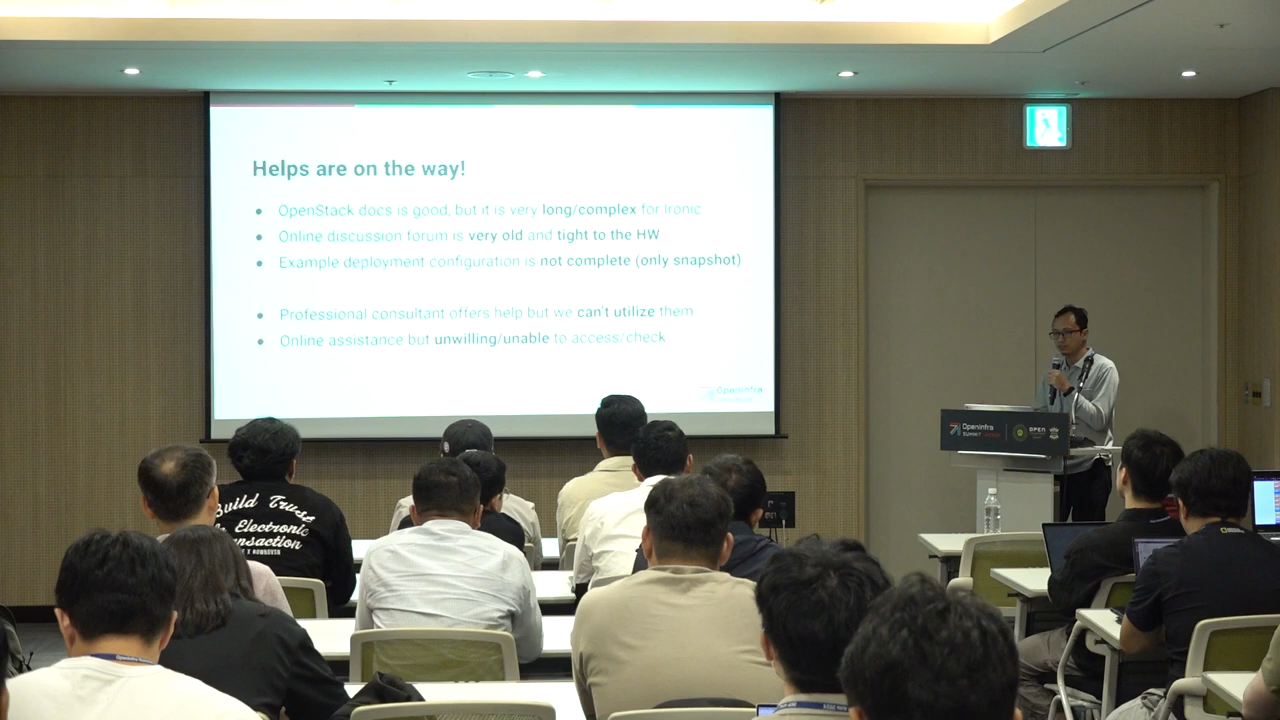 Helps are on the way!
● OpenStack docs is good, but it is very long/complex for Ironic
● Online discussion forum is very old and tight to the HW
● Example deployment configuration is not complete (only snapshot)
● Professional consultant offers help but we can't utilize them
● Online assistance but unwilling/unable to access/check
OpenInfra
OpenInfra
SUMMIT
OPEN
Build Trust
Electronic